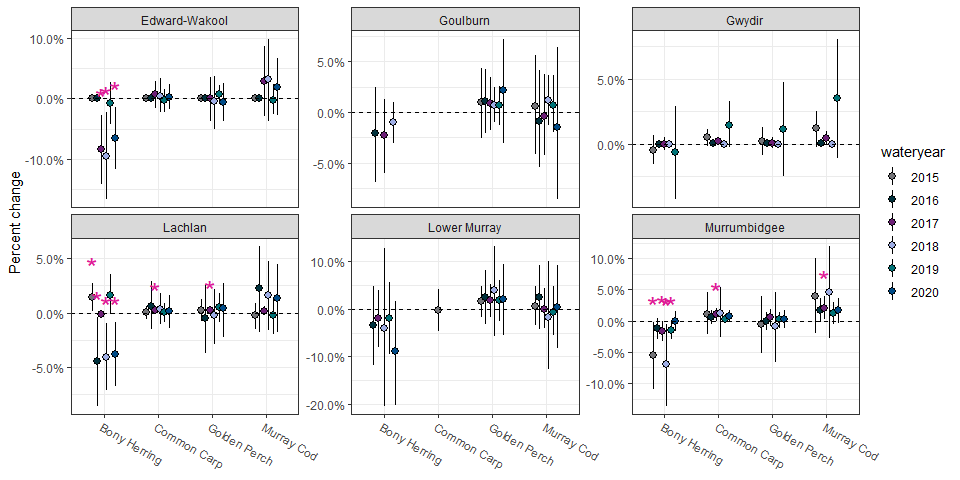 Edward-Wakool
Goulburn
Gwydir
10.0%
0.0%
-10.0%
5.0%
0.0%
-5.0%
5.0%
0.0%
Percent change
Lachlan
Lower Murray
Murrumbidgee
5.0%
0.0%
-5.0%
10.0%
0.0%
-10.0%
-20.0%
10.0%
5.0%
0.0%
-5.0%
-10.0%
Bony Herring
Common Carp
Golden Perch
Murray Cod
Bony Herring
Common Carp
Golden Perch
Murray Cod
Bony Herring
Common Carp
Golden Perch
Murray Cod
wateryear
2015
2016
2017
2018
2019
2020